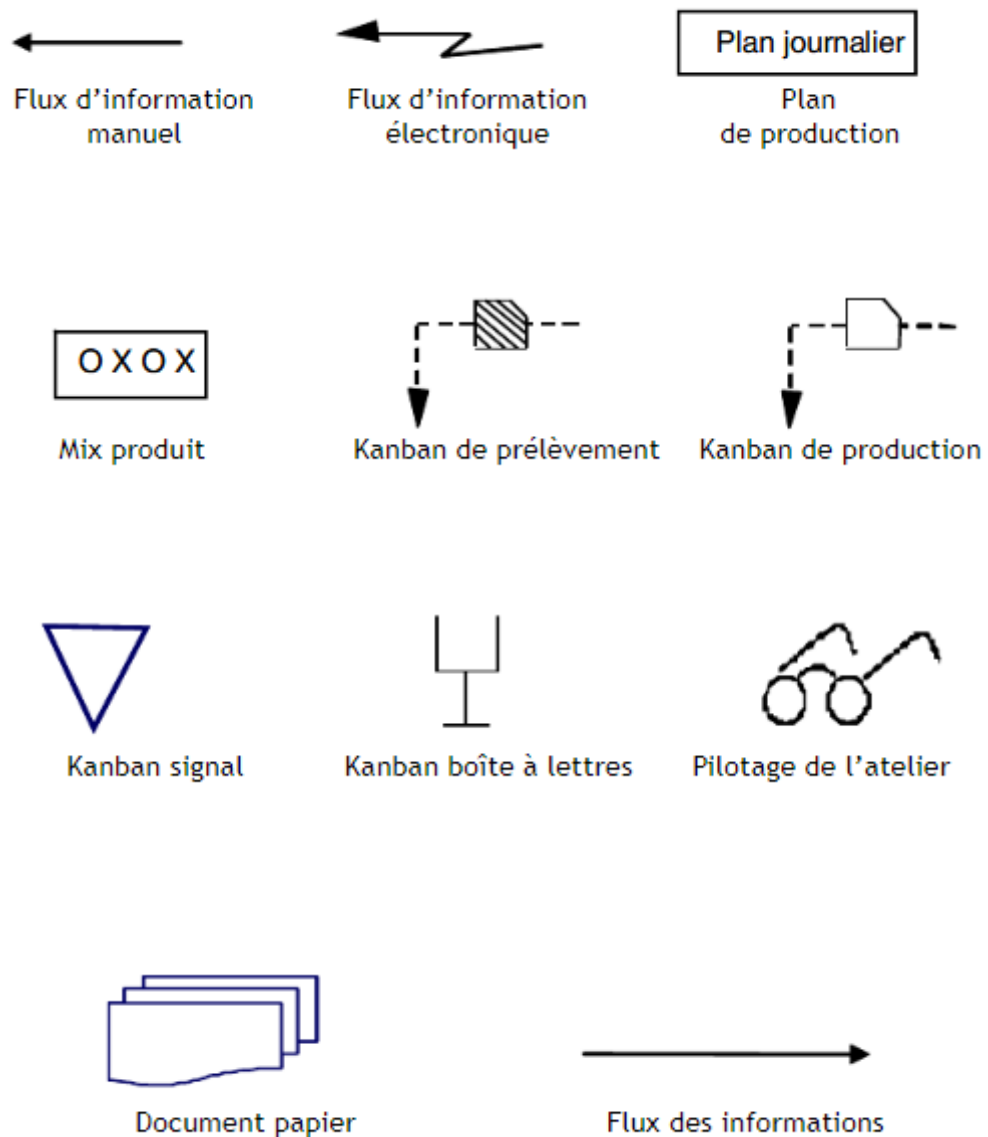 Plan journalier
Flux d’information
manuel
Flux d’information
électronique
Plan
de production
O X O X
Mix produit
Kanban de prélèvement
Kanban de production
Kanban signal
Kanban boîte à lettres
Pilotage de l’atelier
Document papier
Flux des informations